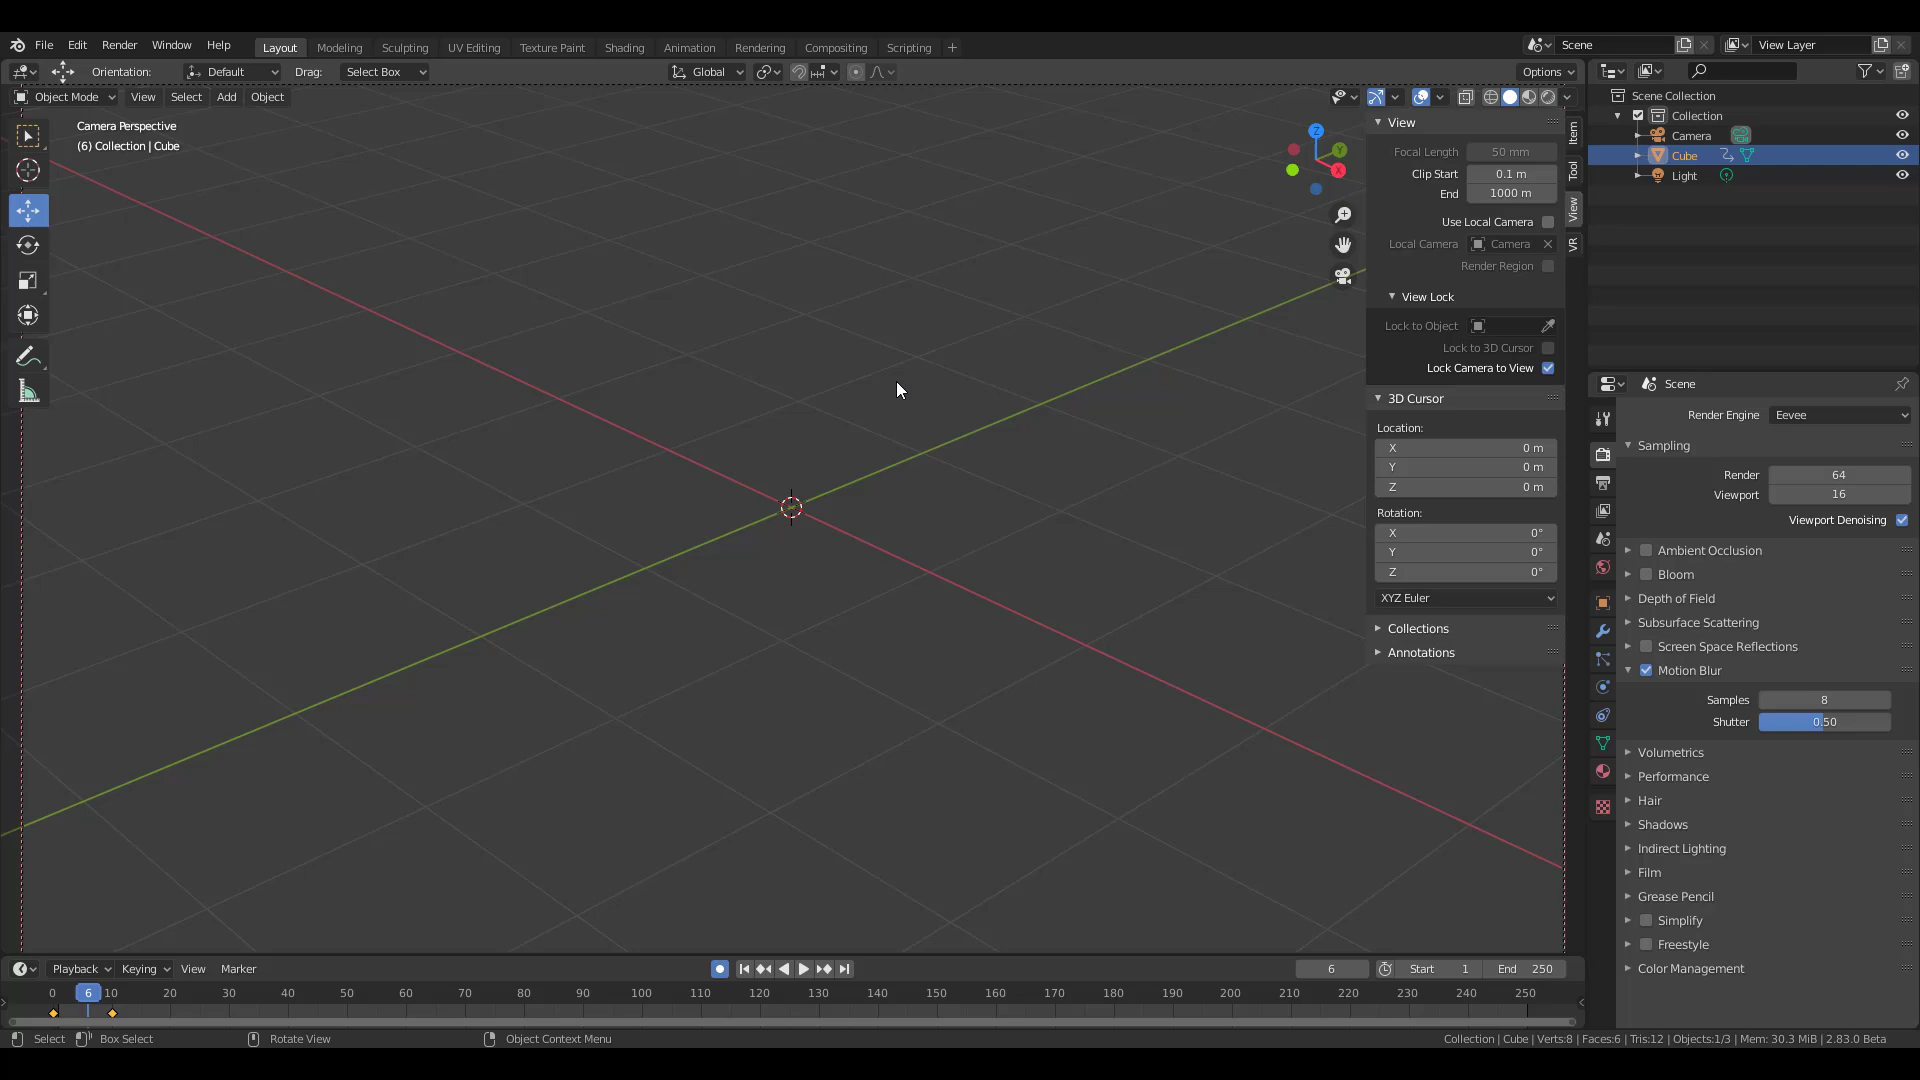 File Edit Render Window Help Layout Modeling Sculpting UV Editing Texture Paint Shading Animation Rendering Compositing Scripting + Scene View Layer
Orientation: Default Drag: Select Box Global Options
Object Mode View Select Add Object
Camera Perspective
(6) Collection | Cube
Z
Y
X
View
Focal Length 50 mm
Clip Start 0.1 m
End 1000 m
Use Local Camera
Local Camera Camera
Render Region
View Lock
Lock to Object
Lock to 3D Cursor
Lock Camera to View
3D Cursor
Location:
X 0 m
Y 0 m
Z 0 m
Rotation:
X 0°
Y 0°
Z 0°
XYZ Euler
Collections
Annotations
Item
Tool
View
VR
Scene Collection
Collection
Camera
Cube
Light
Scene
Render Engine Eevee
Sampling
Render 64
Viewport 16
Viewport Denoising
Ambient Occlusion
Bloom
Depth of Field
Subsurface Scattering
Screen Space Reflections
Motion Blur
Samples 8
Shutter 0.50
Volumetrics
Performance
Hair
Shadows
Indirect Lighting
Film
Grease Pencil
Simplify
Freestyle
Color Management
Playback Keying View Marker 6 Start 1 End 250
0 6 10 20 30 40 50 60 70 80 90 100 110 120 130 140 150 160 170 180 190 200 210 220 230 240 250
Select Box Select Rotate View Object Context Menu Collection | Cube | Verts:8 | Faces:6 | Tris:12 | Objects:1/3 | Mem: 30.3 MiB | 2.83.0 Beta